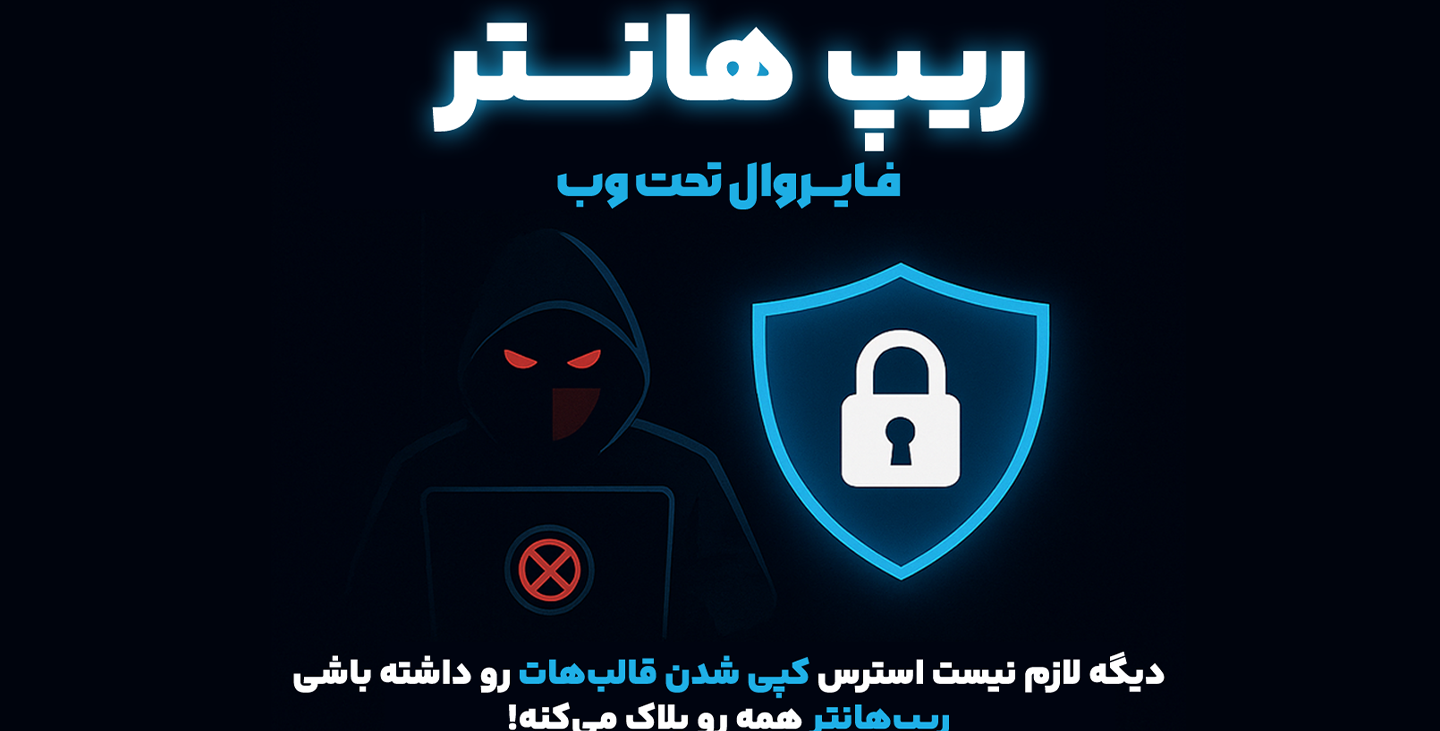 ریپ هانتر
فایروال تحت وب
دیگه لازم نیست استرس کپی شدن قالب‌هات رو داشته باشی
ریپ‌هانتر همه رو بلاک می‌کنه!